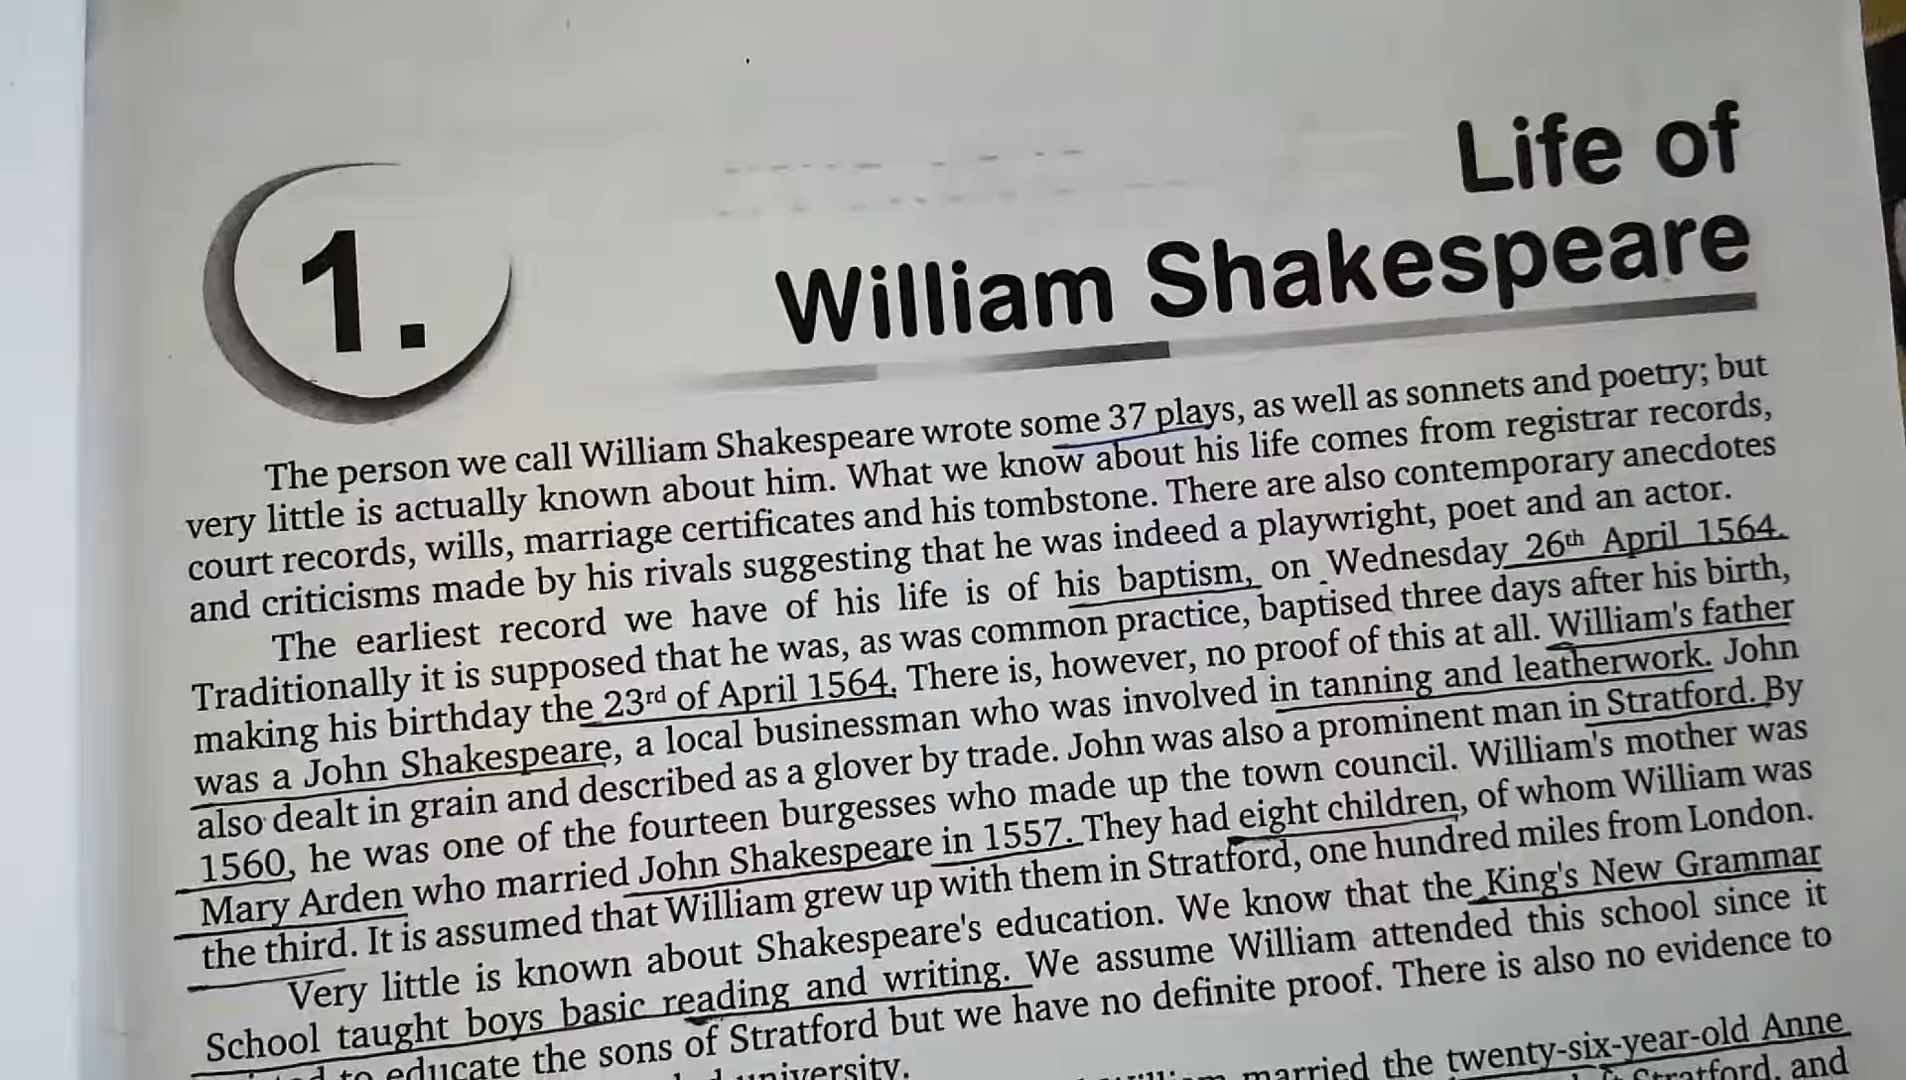 1.
Life of
William Shakespeare
The person we call William Shakespeare wrote some 37 plays, as well as sonnets and poetry; but
very little is actually known about him. What we know about his life comes from registrar records,
court records, wills, marriage certificates and his tombstone. There are also contemporary anecdotes
and criticisms made by his rivals suggesting that he was indeed a playwright, poet and an actor.
The earliest record we have of his life is of his baptism, on Wednesday 26th April 1564.
Traditionally it is supposed that he was, as was common practice, baptised three days after his birth,
making his birthday the 23rd of April 1564. There is, however, no proof of this at all. William's father
was a John Shakespeare, a local businessman who was involved in tanning and leatherwork. John
also dealt in grain and described as a glover by trade. John was also a prominent man in Stratford. By
1560, he was one of the fourteen burgesses who made up the town council. William's mother was
Mary Arden who married John Shakespeare in 1557. They had eight children, of whom William was
the third. It is assumed that William grew up with them in Stratford, one hundred miles from London.
Very little is known about Shakespeare's education. We know that the King's New Grammar
School taught boys basic reading and writing. We assume William attended this school since it
to educate the sons of Stratford but we have no definite proof. There is also no evidence to
university.
married the twenty-six-year-old Anne
Stratford, and